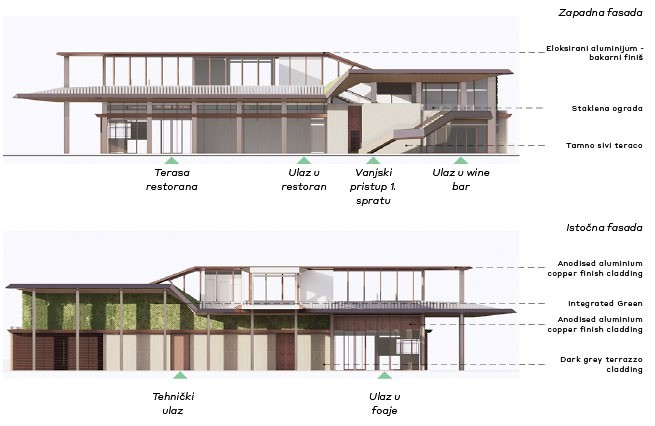 Zapadna fasada
Eloksirani aluminijum -
bakarni finiš
Staklena ograda
Tamno sivi teraco
Terasa
restorana
Ulaz u
restoran
Vanjski
pristup 1.
spratu
Ulaz u wine
bar
Istočna fasada
Anodised aluminium
copper finish cladding
Integrated Green
Anodised aluminium
copper finish cladding
Dark grey terrazzo
cladding
Tehnički
ulaz
Ulaz u
foaje